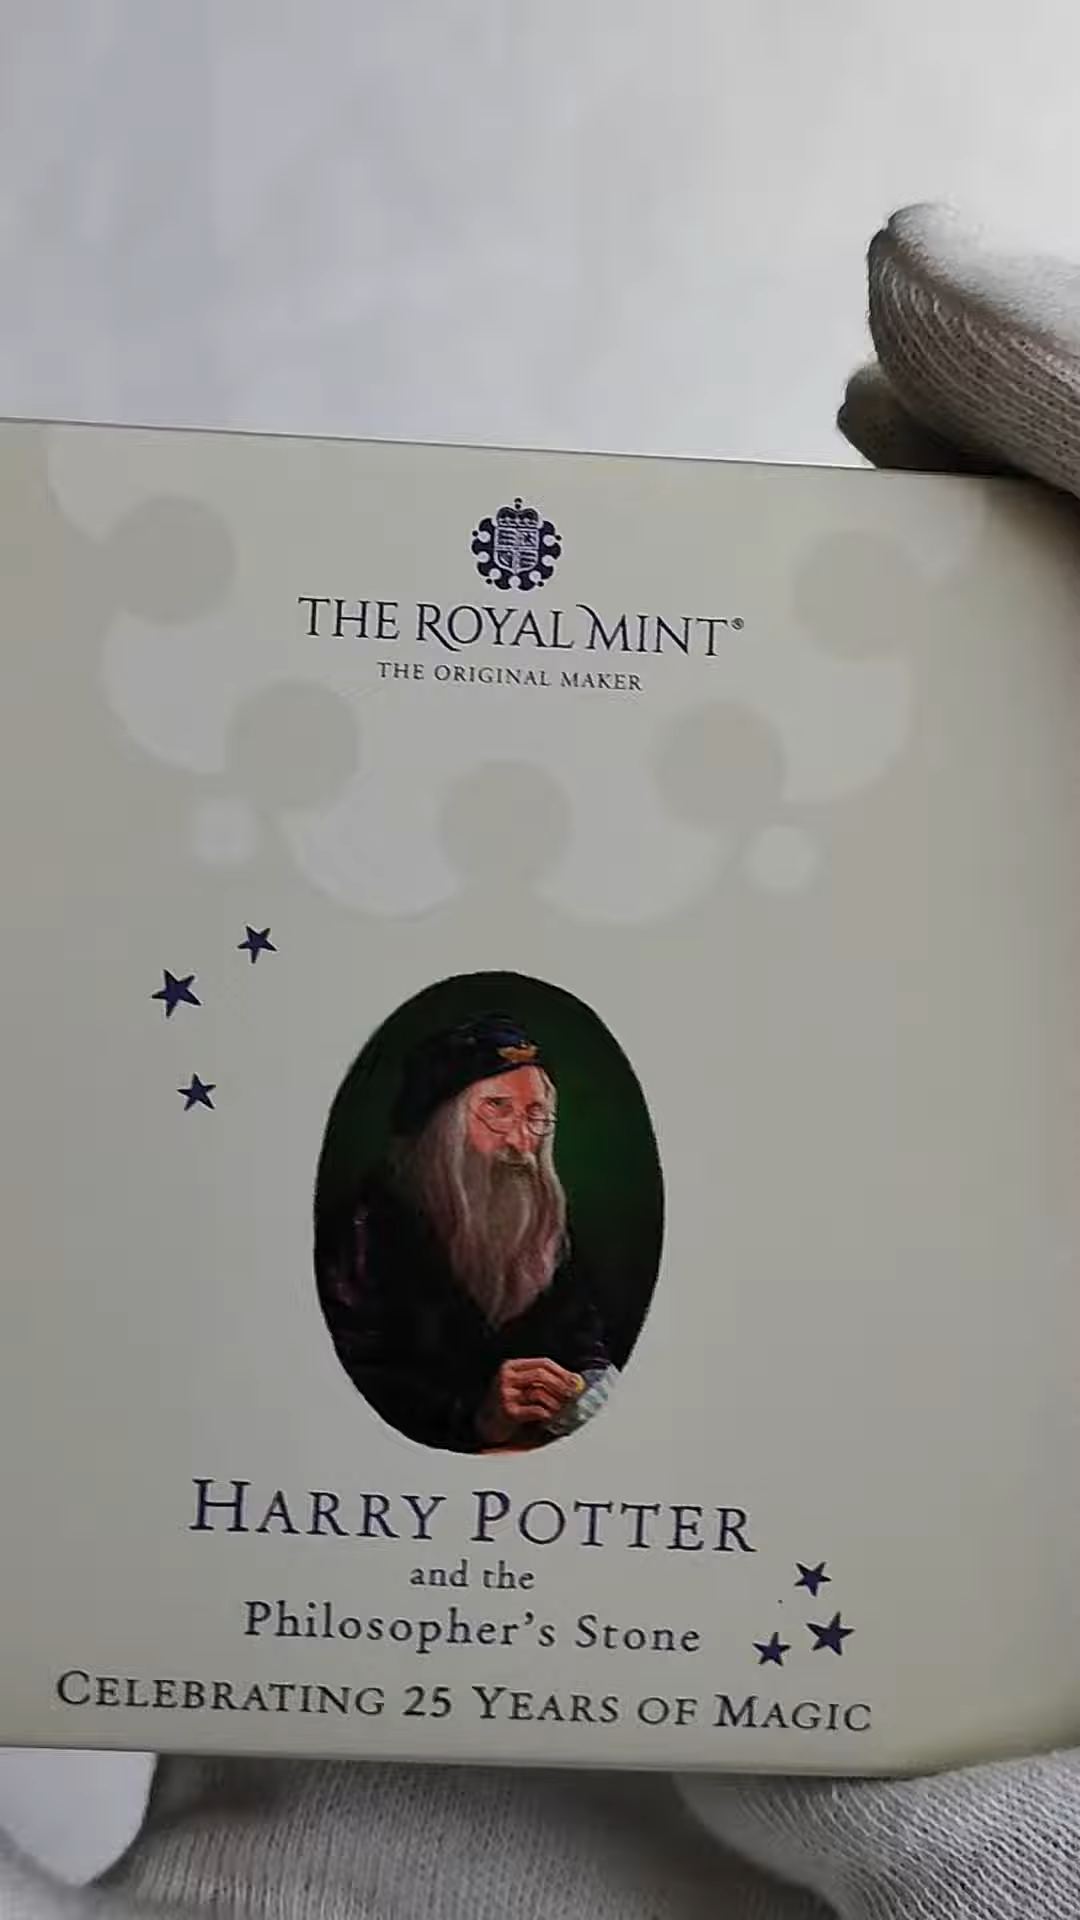 THE ROYAL MINT®
THE ORIGINAL MAKER
HARRY POTTER
and the
Philosopher's Stone
CELEBRATING 25 YEARS OF MAGIC